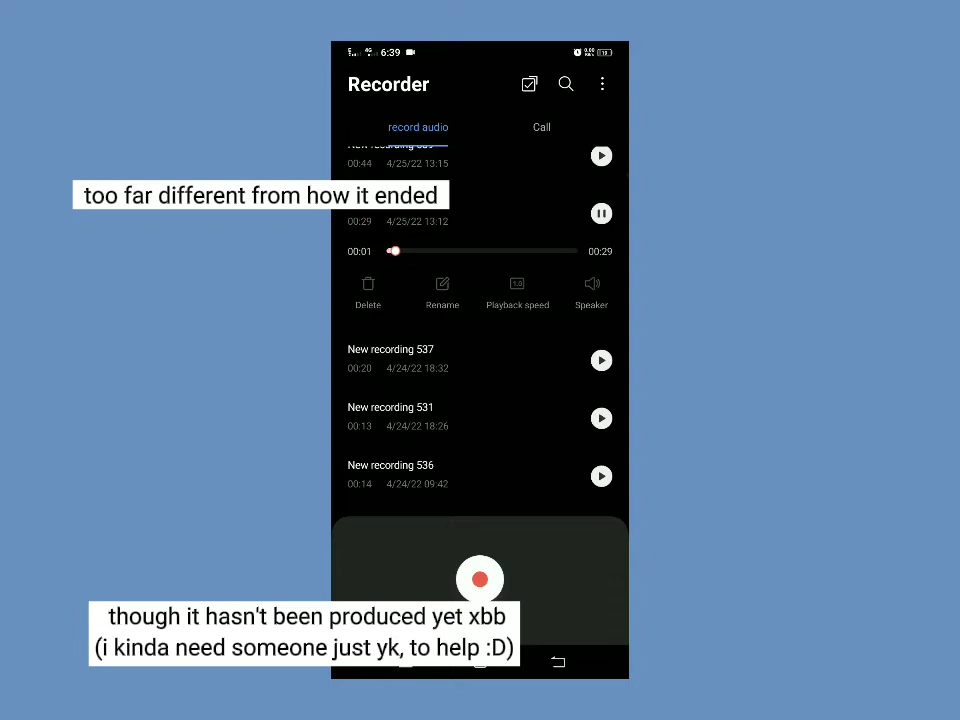 6:39
Recorder
record audio Call
00:44 4/25/22 13:15
too far different from how it ended
00:29 4/25/22 13:12
00:01 00:29
Delete Rename Playback speed Speaker
New recording 537
00:20 4/24/22 18:32
New recording 531
00:13 4/24/22 18:26
New recording 536
00:14 4/24/22 09:42
though it hasn't been produced yet xbb
(i kinda need someone just yk, to help :D)